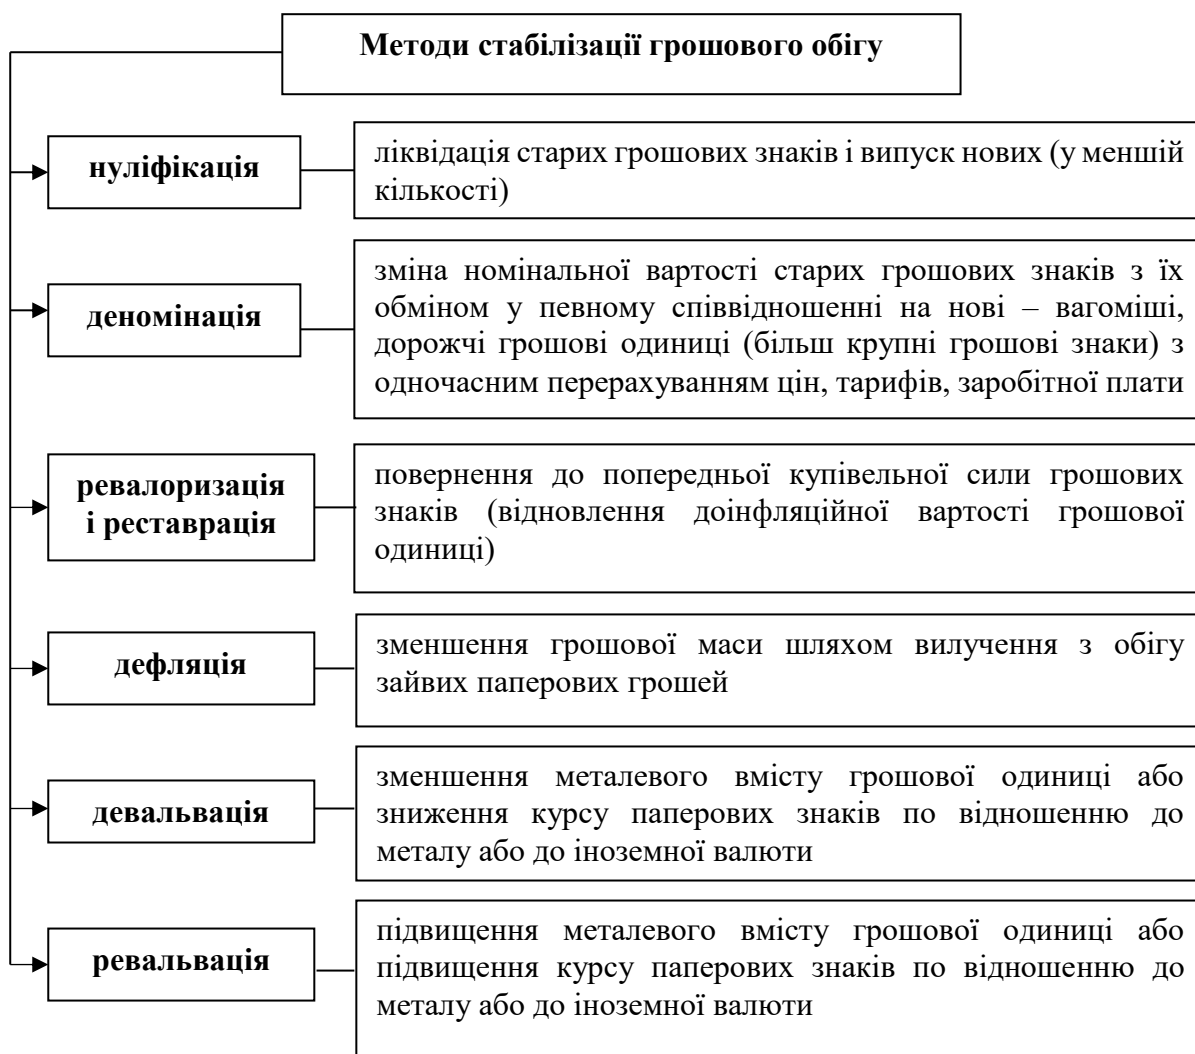 Методи стабілізації грошового обігу
нуліфікація
ліквідація старих грошових знаків і випуск нових (у меншій
кількості)
деномінація
зміна номінальної вартості старих грошових знаків з їх
обміном у певному співвідношенні на нові – вагоміші,
дорожчі грошові одиниці (більш крупні грошові знаки) з
одночасним перерахуванням цін, тарифів, заробітної плати
ревалоризація
і реставрація
повернення до попередньої купівельної сили грошових
знаків (відновлення доінфляційної вартості грошової
одиниці)
дефляція
зменшення грошової маси шляхом вилучення з обігу
зайвих паперових грошей
девальвація
зменшення металевого вмісту грошової одиниці або
зниження курсу паперових знаків по відношенню до
металу або до іноземної валюти
ревальвація
підвищення металевого вмісту грошової одиниці або
підвищення курсу паперових знаків по відношенню до
металу або до іноземної валюти